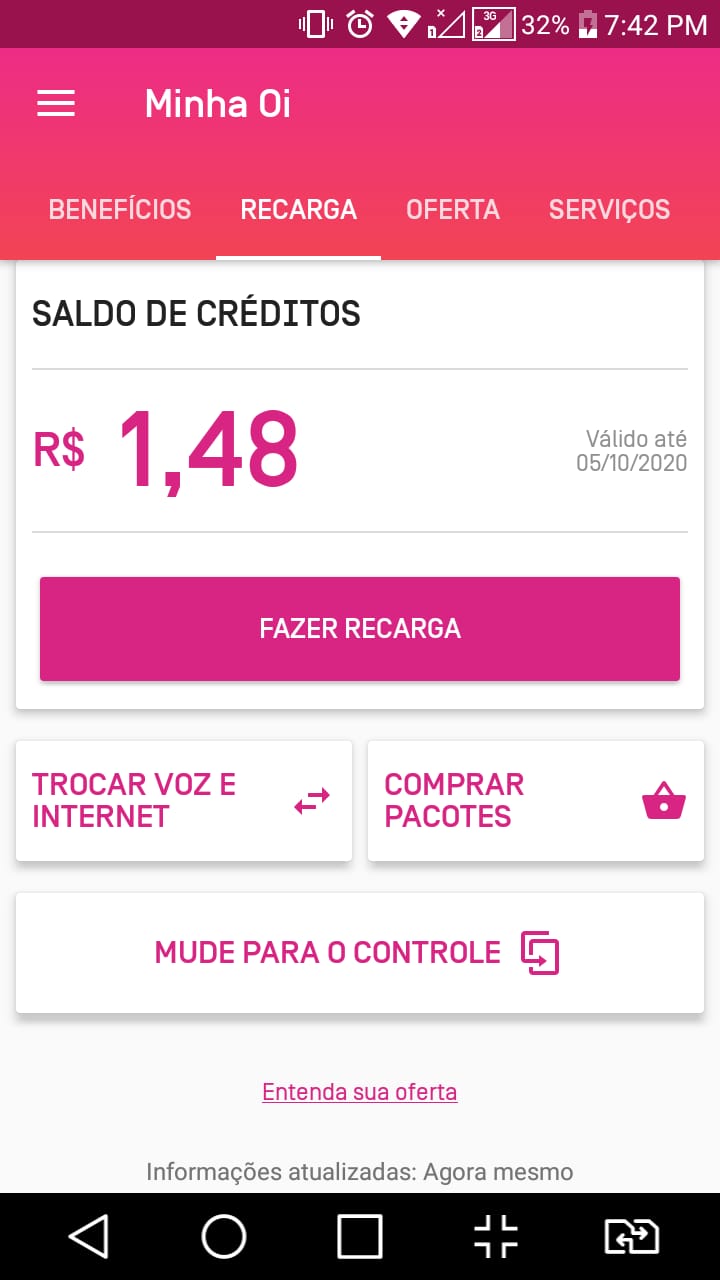 1 2 3G 32% 7:42 PM
Minha Oi
BENEFÍCIOS RECARGA OFERTA SERVIÇOS
SALDO DE CRÉDITOS
R$ 1,48
Válido até
05/10/2020
FAZER RECARGA
TROCAR VOZ E
INTERNET
COMPRAR
PACOTES
MUDE PARA O CONTROLE
Entenda sua oferta
Informações atualizadas: Agora mesmo